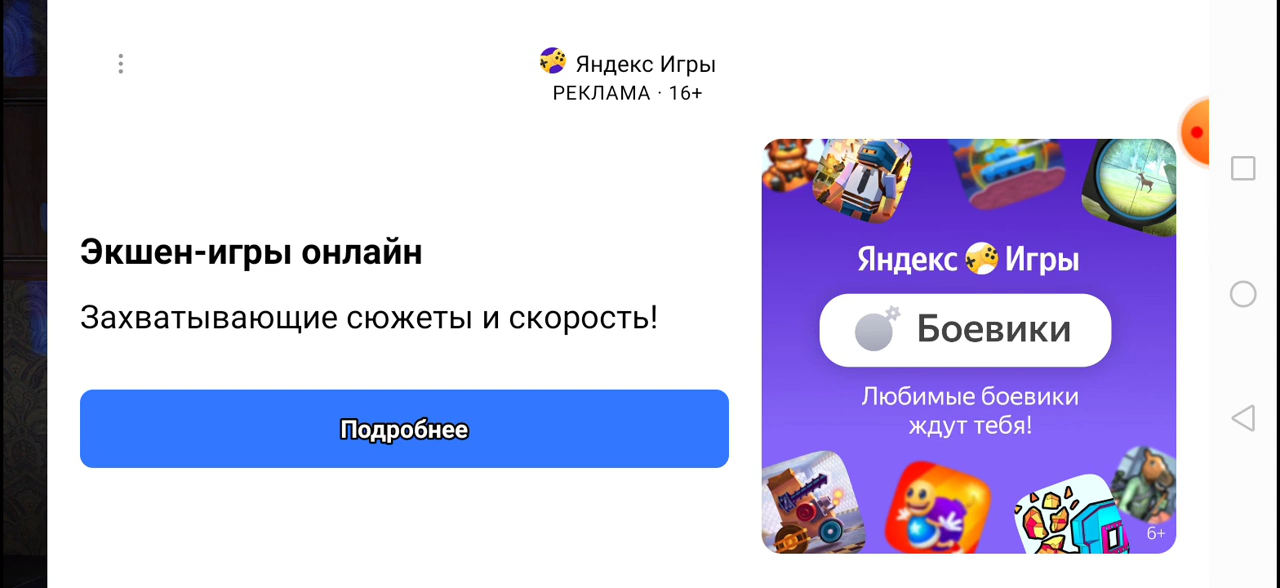 Яндекс Игры
РЕКЛАМА · 16+
Экшен-игры онлайн
Захватывающие сюжеты и скорость!
Подробнее
Яндекс Игры
Боевики
Любимые боевики
ждут тебя!
6+